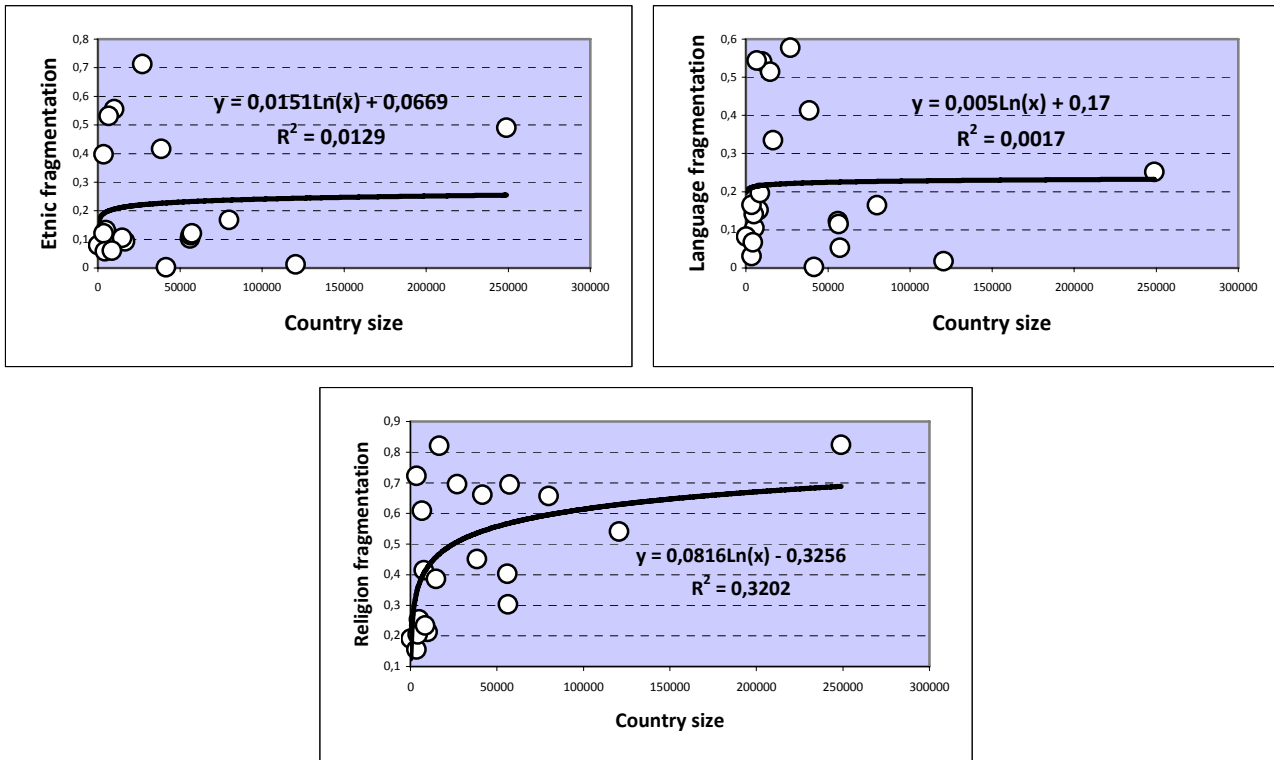 Etnic fragmentation
0,8
0,7
0,6
0,5
0,4
0,3
0,2
0,1
0
y = 0,0151Ln(x) + 0,0669
R² = 0,0129
0 50000 100000 150000 200000 250000 300000
Country size
Language fragmentation
0,6
0,5
0,4
0,3
0,2
0,1
0
y = 0,005Ln(x) + 0,17
R² = 0,0017
0 50000 100000 150000 200000 250000 300000
Country size
Religion fragmentation
0,9
0,8
0,7
0,6
0,5
0,4
0,3
0,2
0,1
y = 0,0816Ln(x) - 0,3256
R² = 0,3202
0 50000 100000 150000 200000 250000 300000
Country size